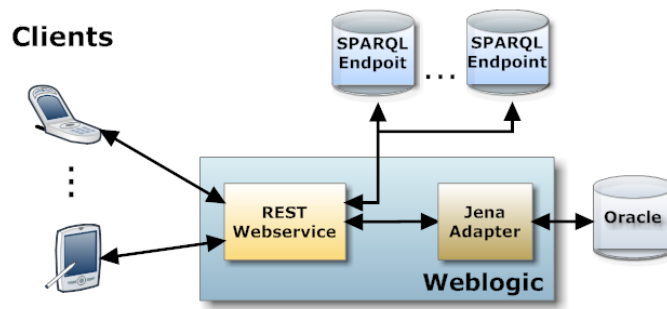 Clients
SPARQL
Endpoit
...
SPARQL
Endpoint
REST
Webservice
Jena
Adapter
Oracle
Weblogic